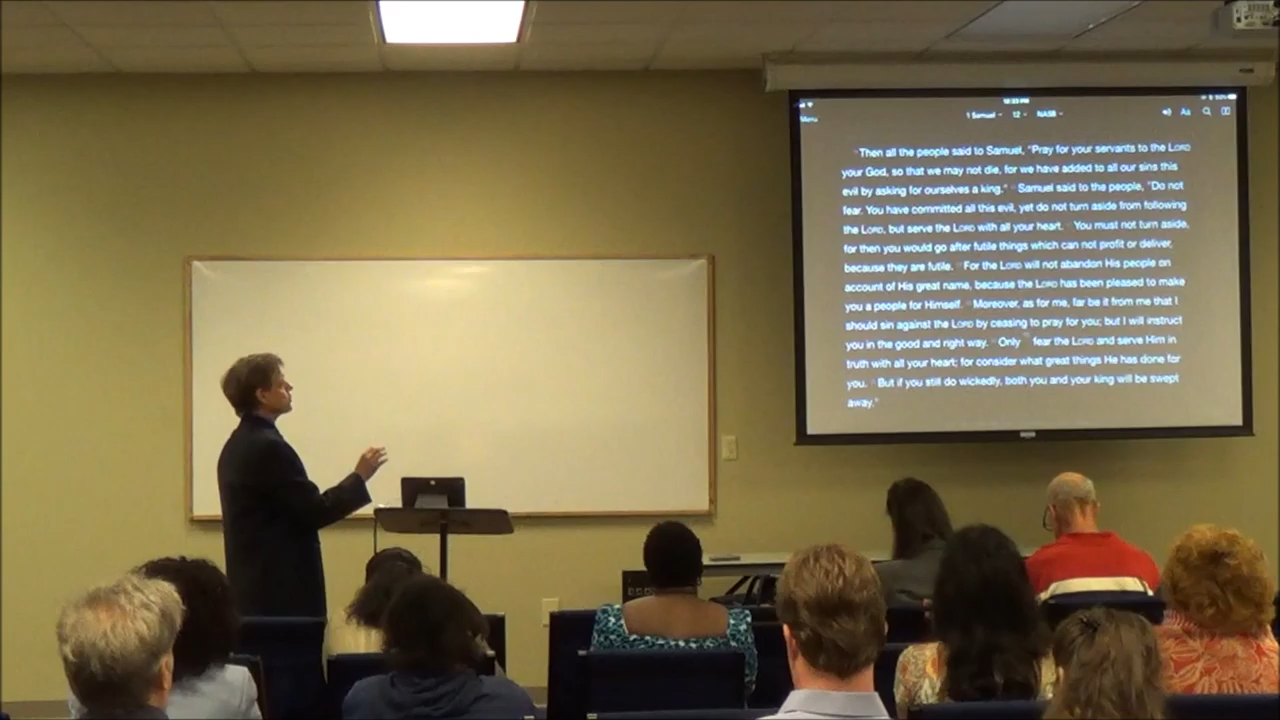 12:33 PM
Menu
1 Samuel 12 NASB Aa
Then all the people said to Samuel, "Pray for your servants to the LORD
your God, so that we may not die, for we have added to all our sins this
evil by asking for ourselves a king." Samuel said to the people, "Do not
fear. You have committed all this evil, yet do not turn aside from following
the LORD, but serve the LORD with all your heart. You must not turn aside,
for then you would go after futile things which can not profit or deliver,
because they are futile. For the LORD will not abandon His people on
account of His great name, because the LORD has been pleased to make
you a people for Himself. Moreover, as for me, far be it from me that I
should sin against the LORD by ceasing to pray for you; but I will instruct
you in the good and right way. Only fear the LORD and serve Him in
truth with all your heart; for consider what great things He has done for
you. But if you still do wickedly, both you and your king will be swept
away."